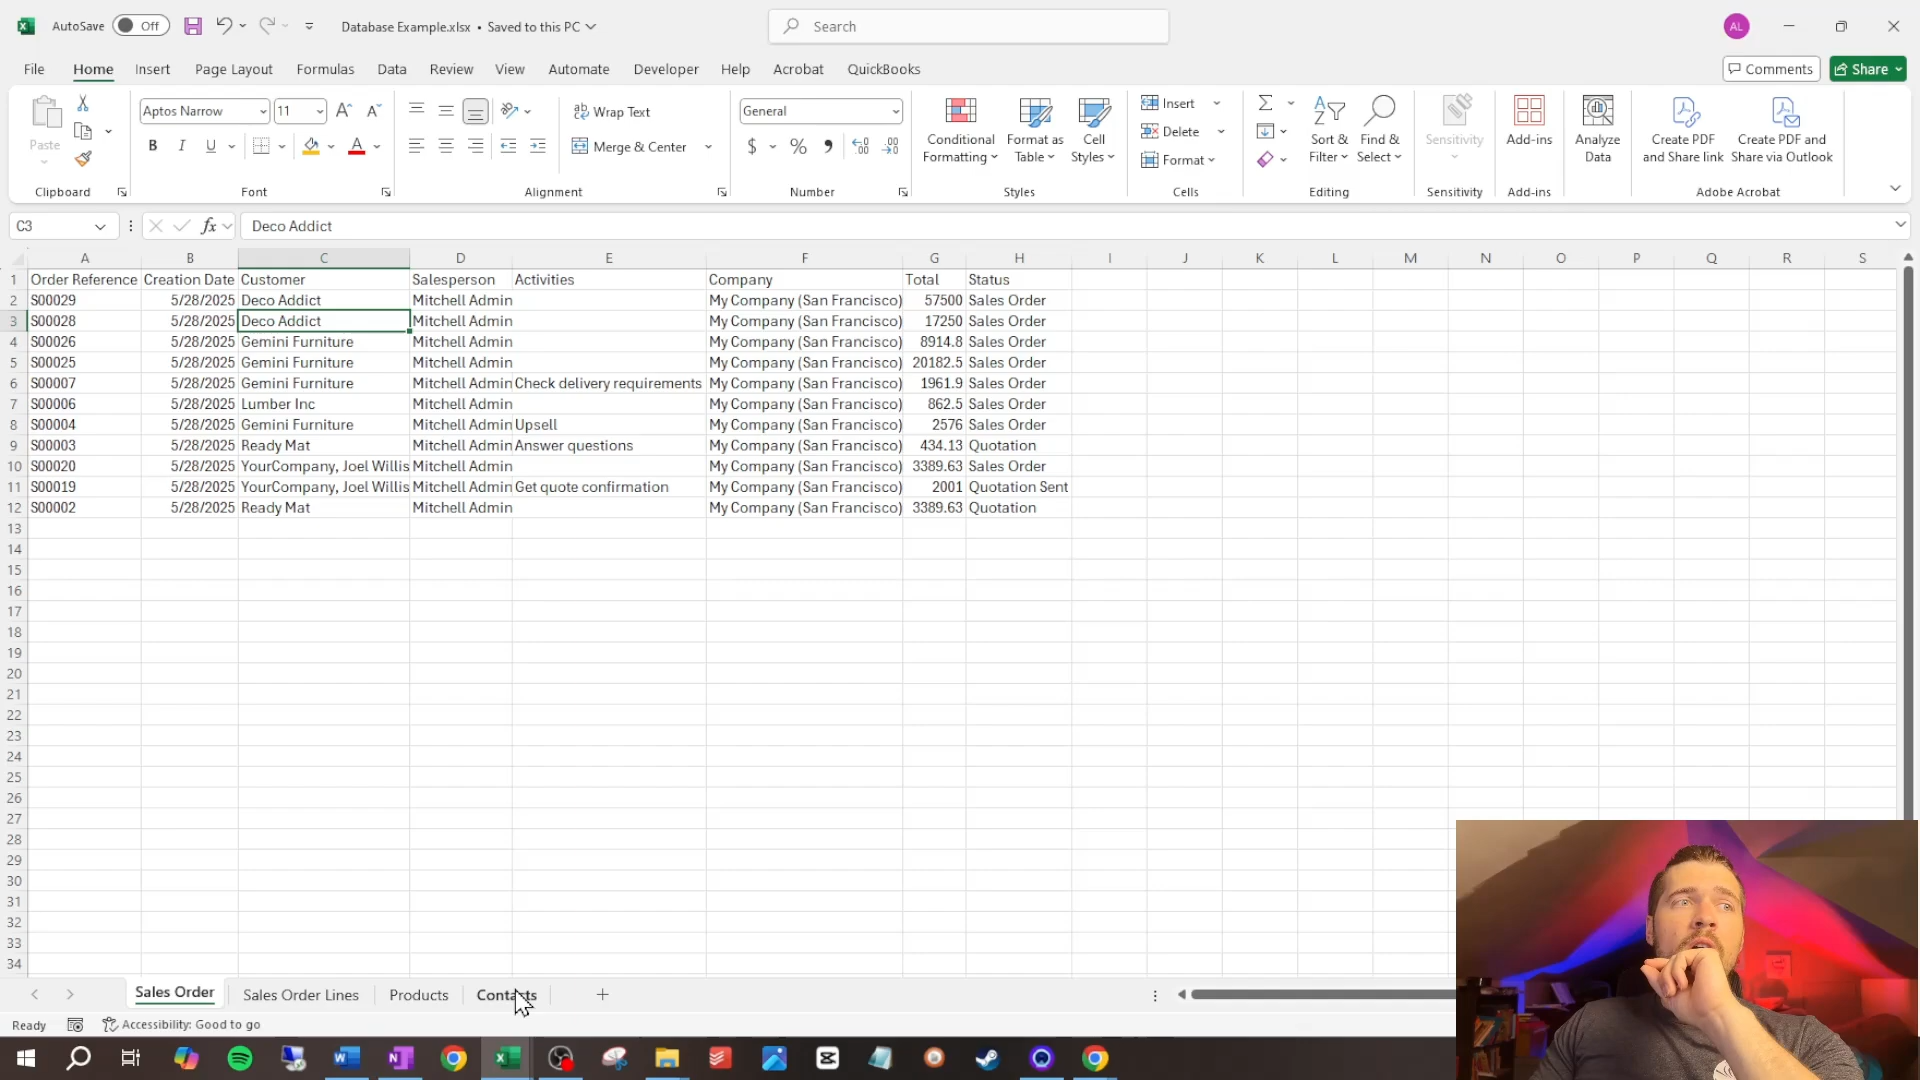 AutoSave Off Database Example.xlsx • Saved to this PC Search AL
File Home Insert Page Layout Formulas Data Review View Automate Developer Help Acrobat QuickBooks Comments Share
Paste Aptos Narrow 11 Wrap Text General Conditional Formatting Format as Table Cell Styles Insert Sort & Filter Find & Select Sensitivity Add-ins Analyze Data Create PDF and Share link Create PDF and Share via Outlook
B I U A Merge & Center $ % Delete
Format
Clipboard Font Alignment Number Styles Cells Editing Sensitivity Add-ins Adobe Acrobat
C3 fx Deco Addict
A B C D E F G H I J K L M N O P Q R S
1 Order Reference Creation Date Customer Salesperson Activities Company Total Status
2 S00029 5/28/2025 Deco Addict Mitchell Admin My Company (San Francisco) 57500 Sales Order
3 S00028 5/28/2025 Deco Addict Mitchell Admin My Company (San Francisco) 17250 Sales Order
4 S00026 5/28/2025 Gemini Furniture Mitchell Admin My Company (San Francisco) 8914.8 Sales Order
5 S00025 5/28/2025 Gemini Furniture Mitchell Admin My Company (San Francisco) 20182.5 Sales Order
6 S00007 5/28/2025 Gemini Furniture Mitchell Admin Check delivery requirements My Company (San Francisco) 1961.9 Sales Order
7 S00006 5/28/2025 Lumber Inc Mitchell Admin My Company (San Francisco) 862.5 Sales Order
8 S00004 5/28/2025 Gemini Furniture Mitchell Admin Upsell My Company (San Francisco) 2576 Sales Order
9 S00003 5/28/2025 Ready Mat Mitchell Admin Answer questions My Company (San Francisco) 434.13 Quotation
10 S00020 5/28/2025 YourCompany, Joel Willis Mitchell Admin My Company (San Francisco) 3389.63 Sales Order
11 S00019 5/28/2025 YourCompany, Joel Willis Mitchell Admin Get quote confirmation My Company (San Francisco) 2001 Quotation Sent
12 S00002 5/28/2025 Ready Mat Mitchell Admin My Company (San Francisco) 3389.63 Quotation
13
14
15
16
17
18
19
20
21
22
23
24
25
26
27
28
29
30
31
32
33
34
Sales Order Sales Order Lines Products Contacts
Ready Accessibility: Good to go